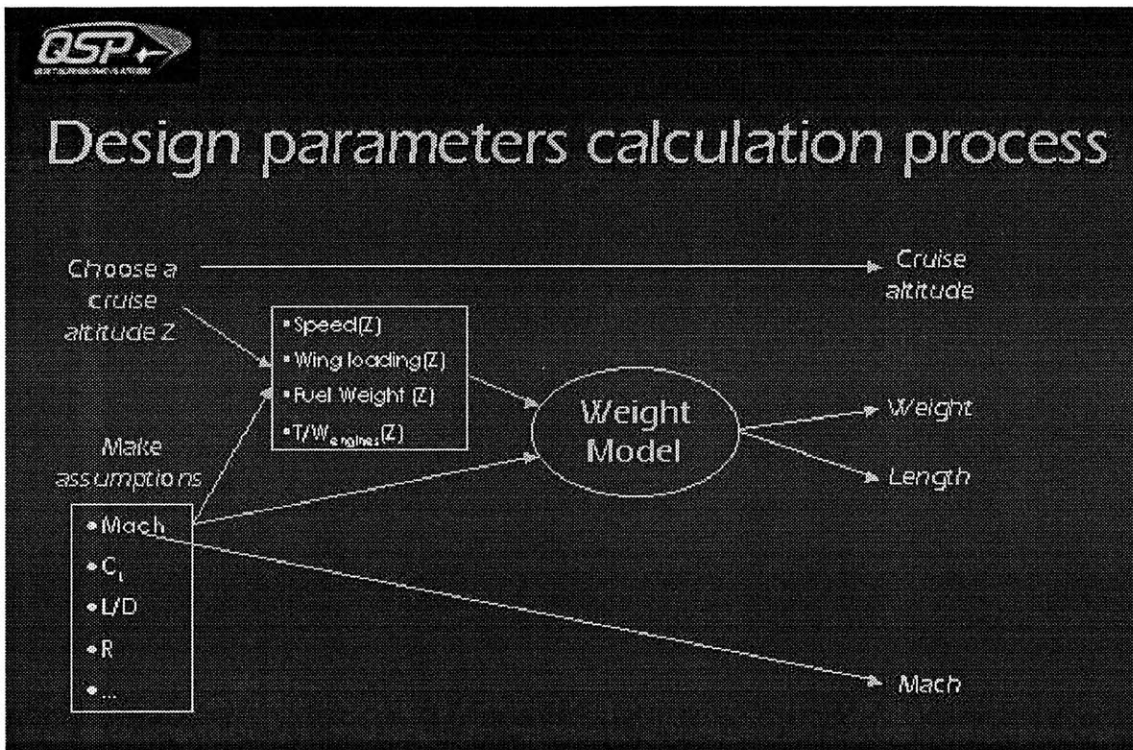 QSP
Design parameters calculation process
Choose a
cruise
altitude Z
Cruise
altitude
•Speed(Z)
•Wing loading(Z)
•Fuel Weight (Z)
•T/Wengines(Z)
Weight
Model
Weight
Length
Make
assumptions
•Mach
•CL
•L/D
•R
•...
Mach